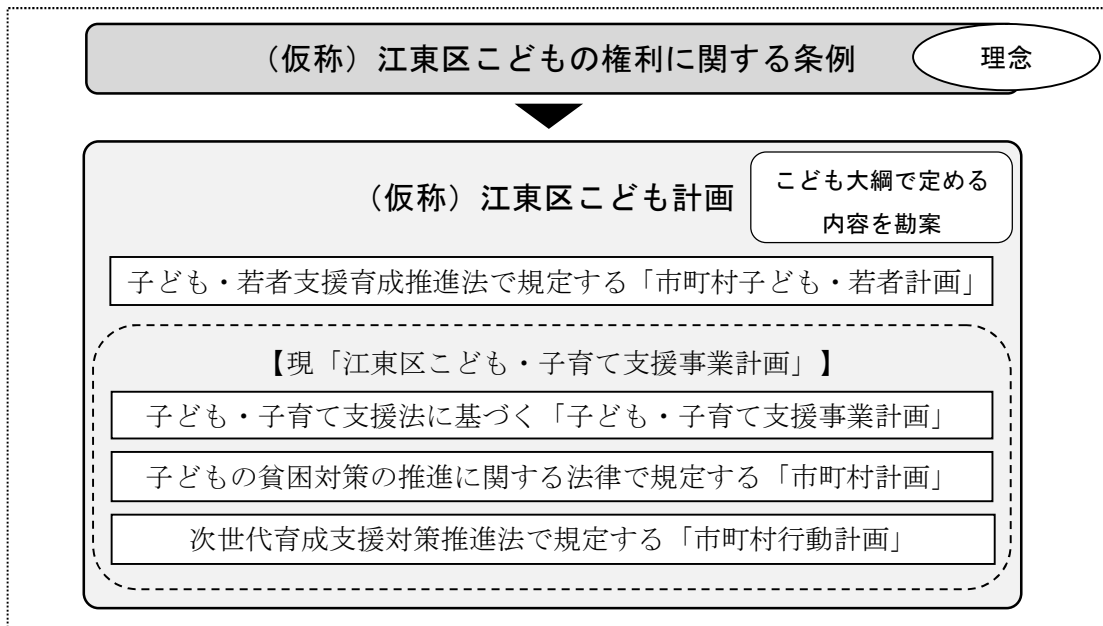 （仮称）江東区こどもの権利に関する条例
理念
（仮称）江東区こども計画
こども大綱で定める
内容を勘案
子ども・若者支援育成推進法で規定する「市町村子ども・若者計画」
【現「江東区こども・子育て支援事業計画」】
子ども・子育て支援法に基づく「子ども・子育て支援事業計画」
子どもの貧困対策の推進に関する法律で規定する「市町村計画」
次世代育成支援対策推進法で規定する「市町村行動計画」